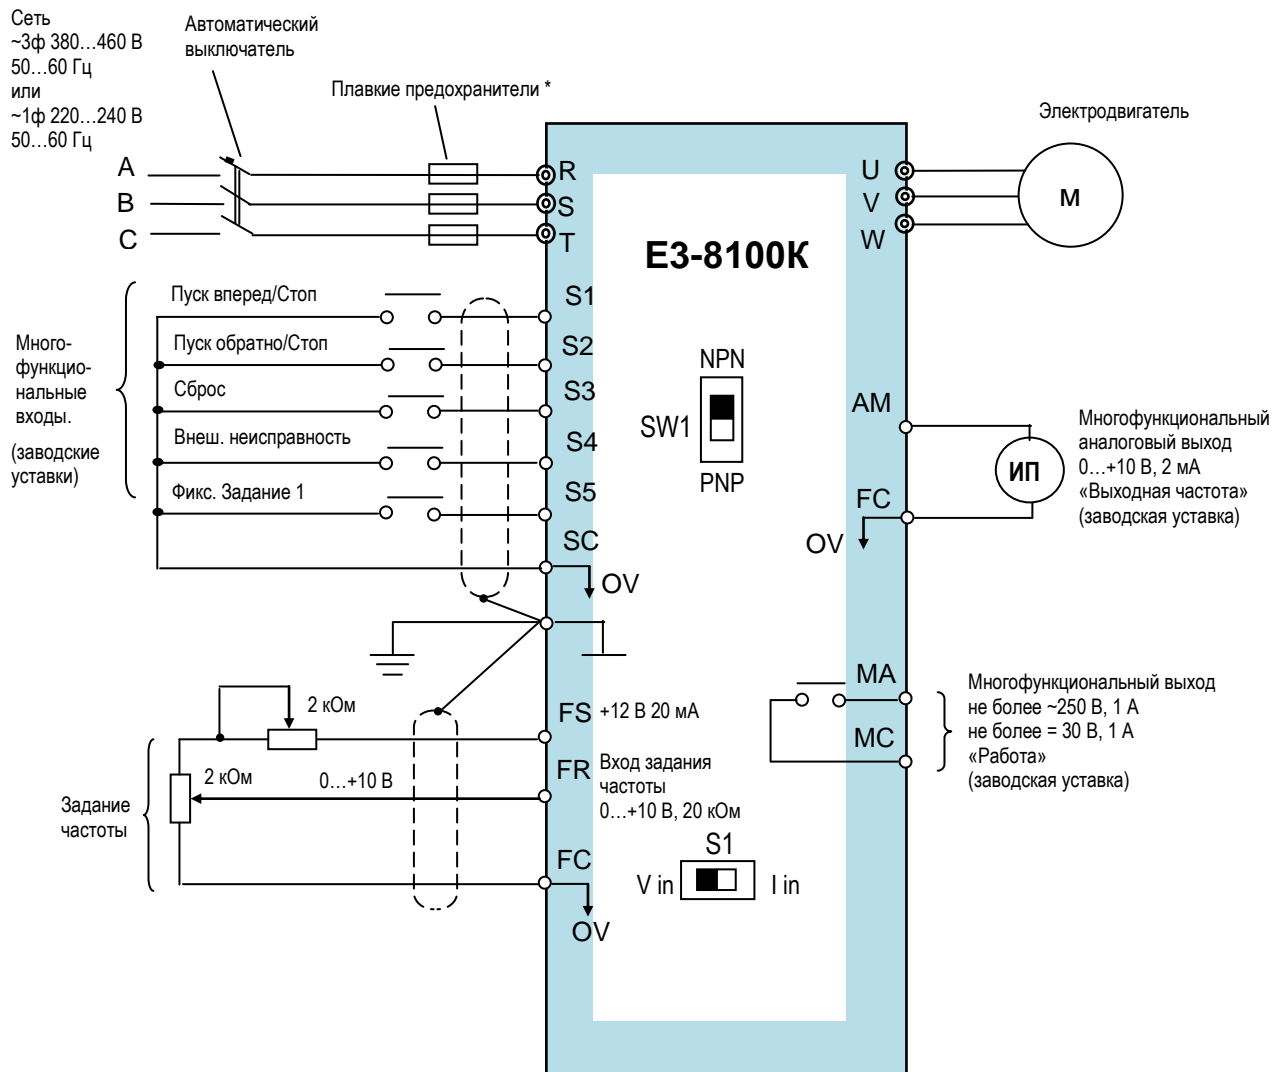 Сеть
~3ф 380…460 В
50…60 Гц
или
~1ф 220…240 В
50…60 Гц
Автоматический
выключатель
Плавкие предохранители *
Электродвигатель
A
B
C
R
S
T
U
V
W
М
E3-8100К
Много-
функцио-
нальные
входы.
(заводские
уставки)
Пуск вперед/Стоп
S1
Пуск обратно/Стоп
S2
Сброс
S3
Внеш. неисправность
S4
Фикс. Задание 1
S5
SC
OV
NPN
SW1
PNP
AM
FC
OV
ИП
Многофункциональный
аналоговый выход
0…+10 В, 2 мА
«Выходная частота»
(заводская уставка)
MA
MC
Многофункциональный выход
не более ~250 В, 1 А
не более = 30 В, 1 А
«Работа»
(заводская уставка)
2 кОм
FS +12 В 20 мА
2 кОм
0…+10 В
FR
Вход задания
частоты
0…+10 В, 20 кОм
Задание
частоты
FC
OV
S1
V in
I in